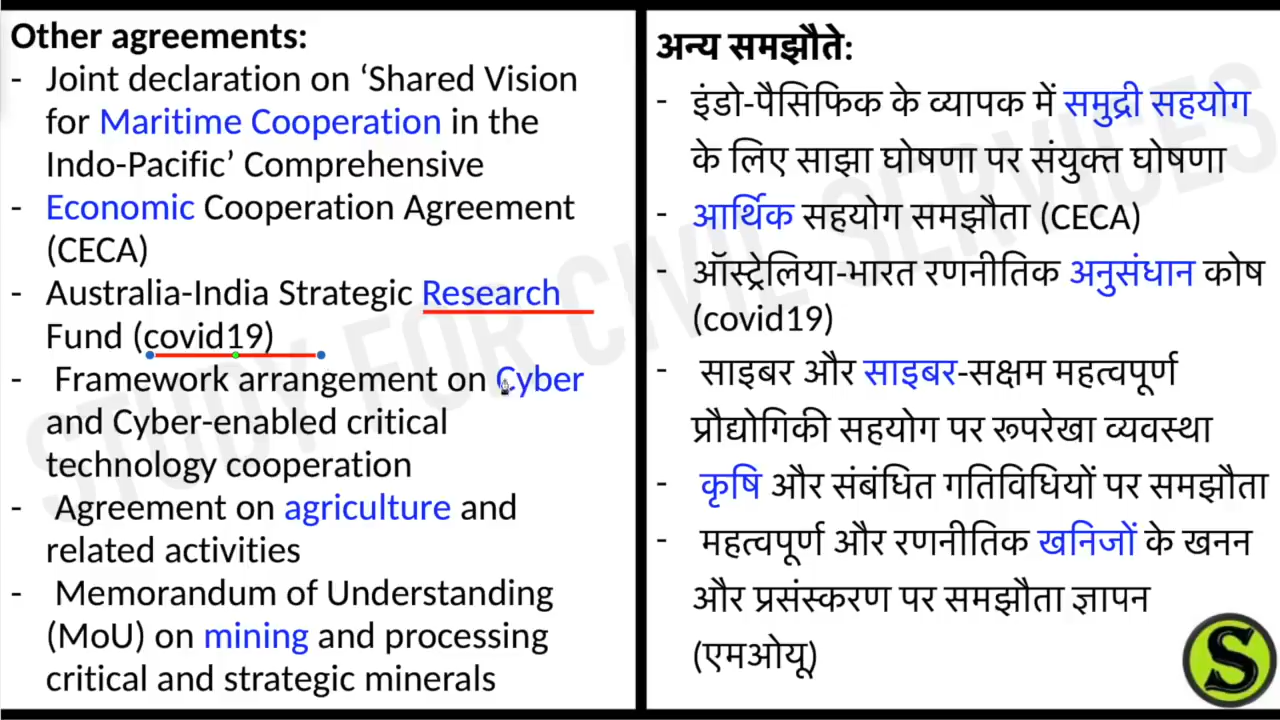 Other agreements:
- Joint declaration on ‘Shared Vision
for Maritime Cooperation in the
Indo-Pacific’ Comprehensive
- Economic Cooperation Agreement
(CECA)
- Australia-India Strategic Research
Fund (covid19)
- Framework arrangement on Cyber
and Cyber-enabled critical
technology cooperation
- Agreement on agriculture and
related activities
- Memorandum of Understanding
(MoU) on mining and processing
critical and strategic minerals
अन्य समझौते:
- इंडो-पैसिफिक के व्यापक में समुद्री सहयोग
के लिए साझा घोषणा पर संयुक्त घोषणा
- आर्थिक सहयोग समझौता (CECA)
- ऑस्ट्रेलिया-भारत रणनीतिक अनुसंधान कोष
(covid19)
- साइबर और साइबर-सक्षम महत्वपूर्ण
प्रौद्योगिकी सहयोग पर रूपरेखा व्यवस्था
- कृषि और संबंधित गतिविधियों पर समझौता
- महत्वपूर्ण और रणनीतिक खनिजों के खनन
और प्रसंस्करण पर समझौता ज्ञापन
(एमओयू)
STUDY FOR CIVIL SERVICES
S